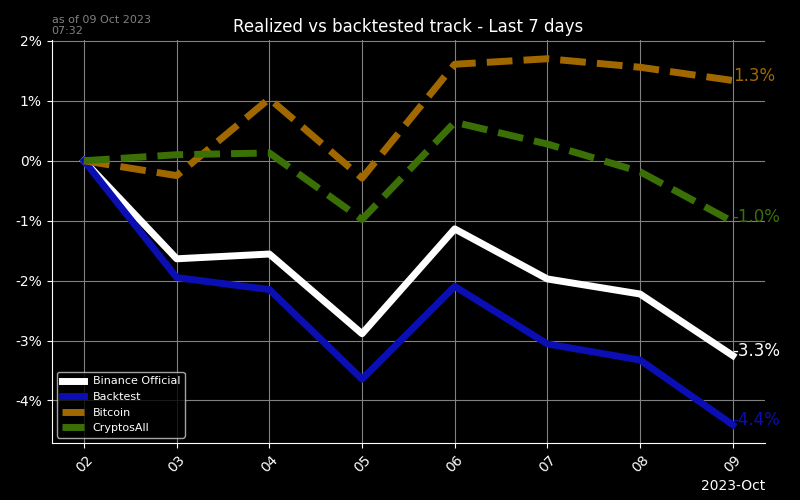 as of 09 Oct 2023
07:32
Realized vs backtested track - Last 7 days
2%
1%
0%
-1%
-2%
-3%
-4%
1.3%
-1.0%
-3.3%
-4.4%
Binance Official
Backtest
Bitcoin
CryptosAll
02
03
04
05
06
07
08
09
2023-Oct